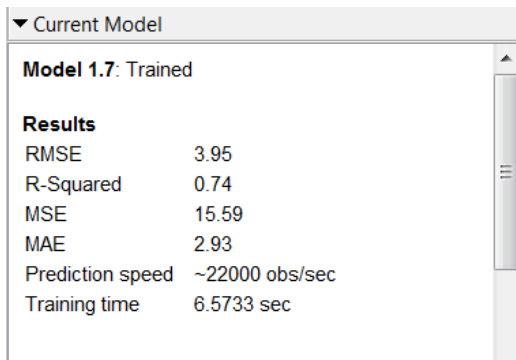 Current Model
Model 1.7: Trained
Results
RMSE 3.95
R-Squared 0.74
MSE 15.59
MAE 2.93
Prediction speed ~22000 obs/sec
Training time 6.5733 sec